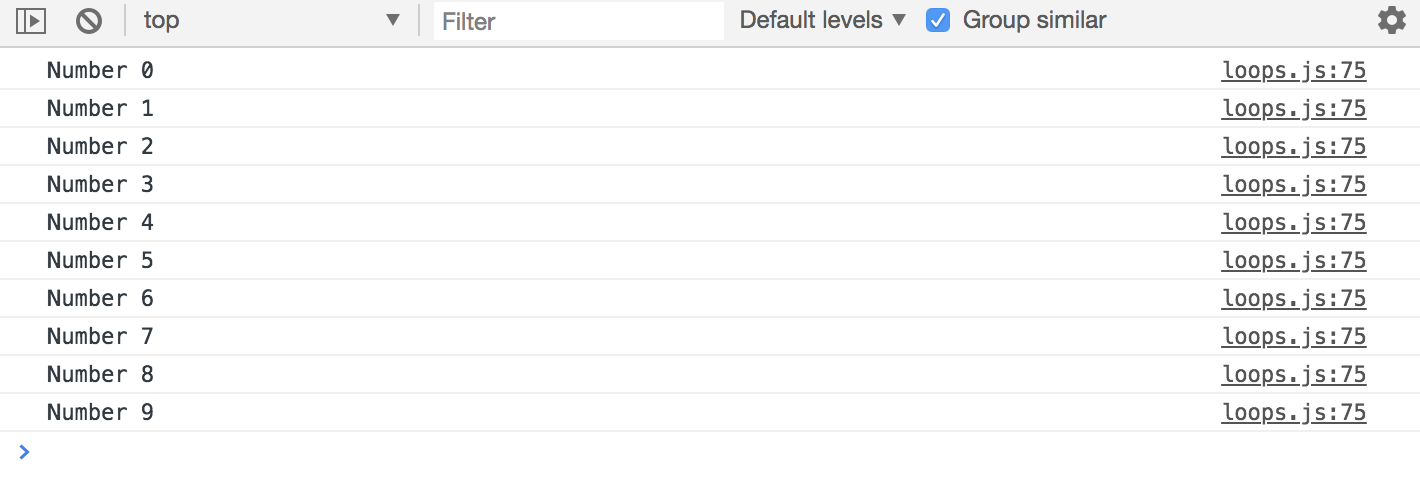 top Filter Default levels Group similar
Number 0 loops.js:75
Number 1 loops.js:75
Number 2 loops.js:75
Number 3 loops.js:75
Number 4 loops.js:75
Number 5 loops.js:75
Number 6 loops.js:75
Number 7 loops.js:75
Number 8 loops.js:75
Number 9 loops.js:75